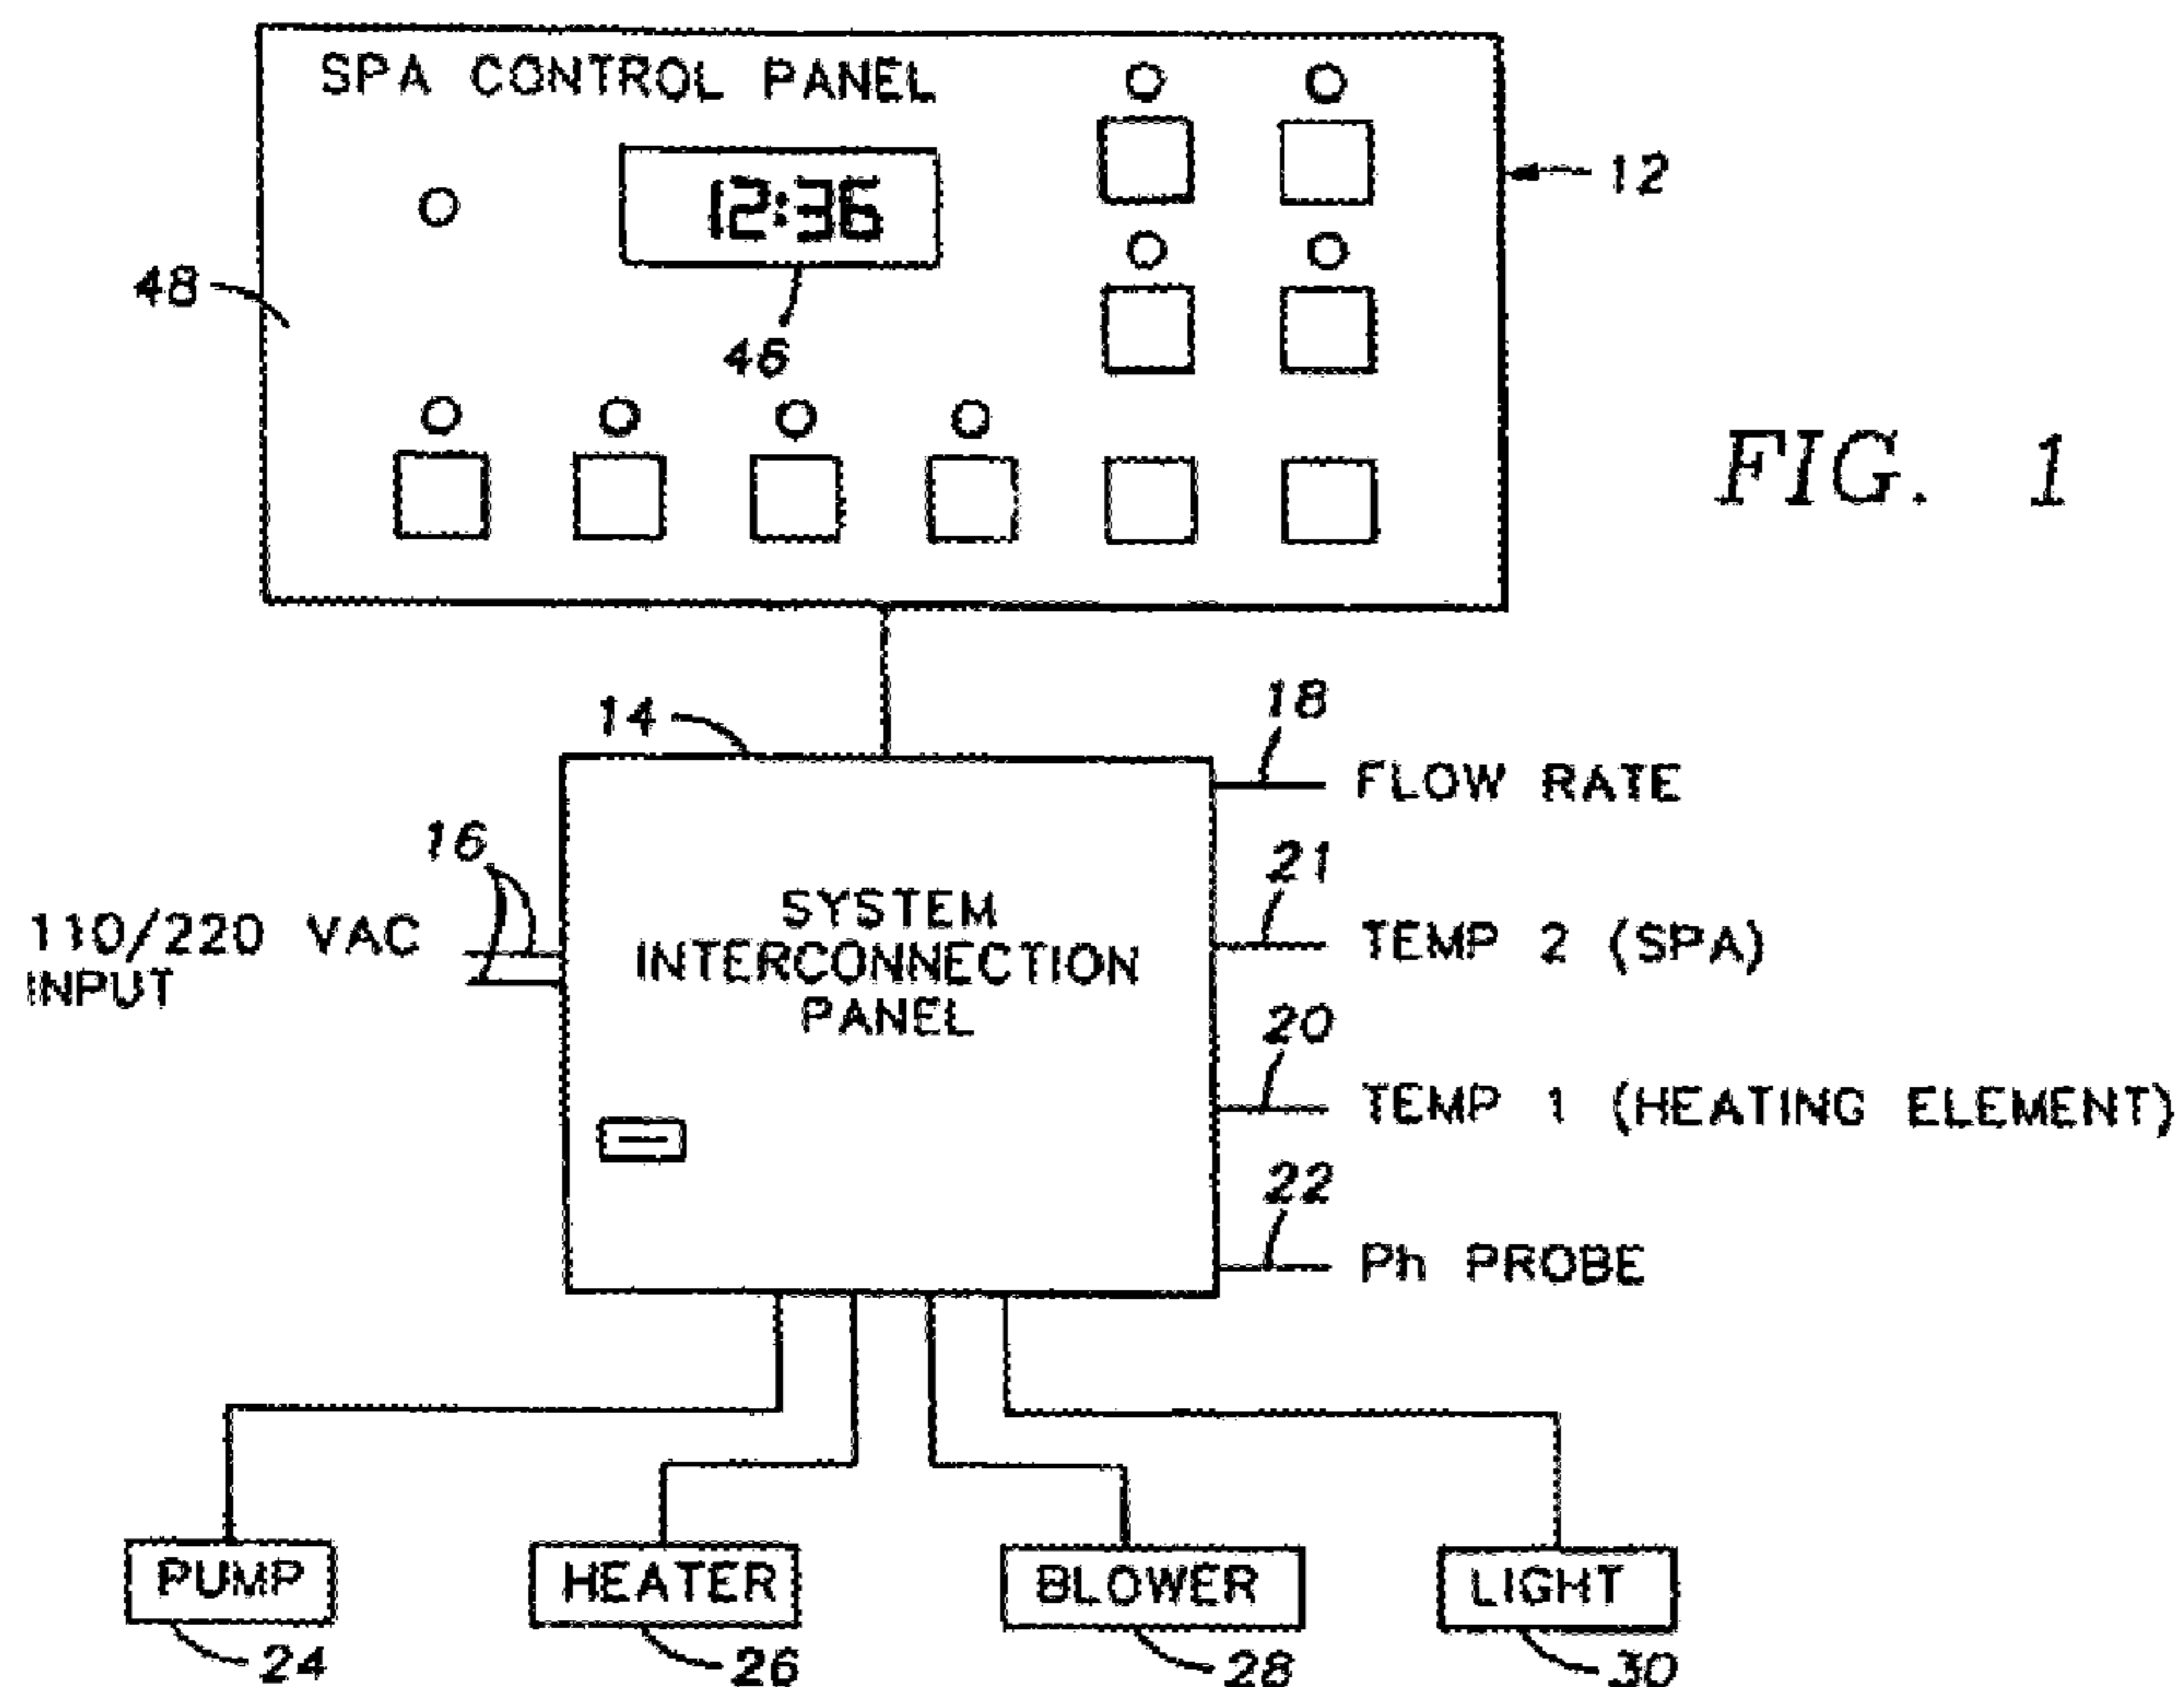 SPA CONTROL PANEL
12:36
12
48
46
FIG. 1
14
18
FLOW RATE
16
21
110/220 VAC
INPUT
SYSTEM
INTERCONNECTION
PANEL
TEMP 2 (SPA)
20
TEMP 1 (HEATING ELEMENT)
22
Ph PROBE
PUMP
HEATER
BLOWER
LIGHT
24
26
28
30